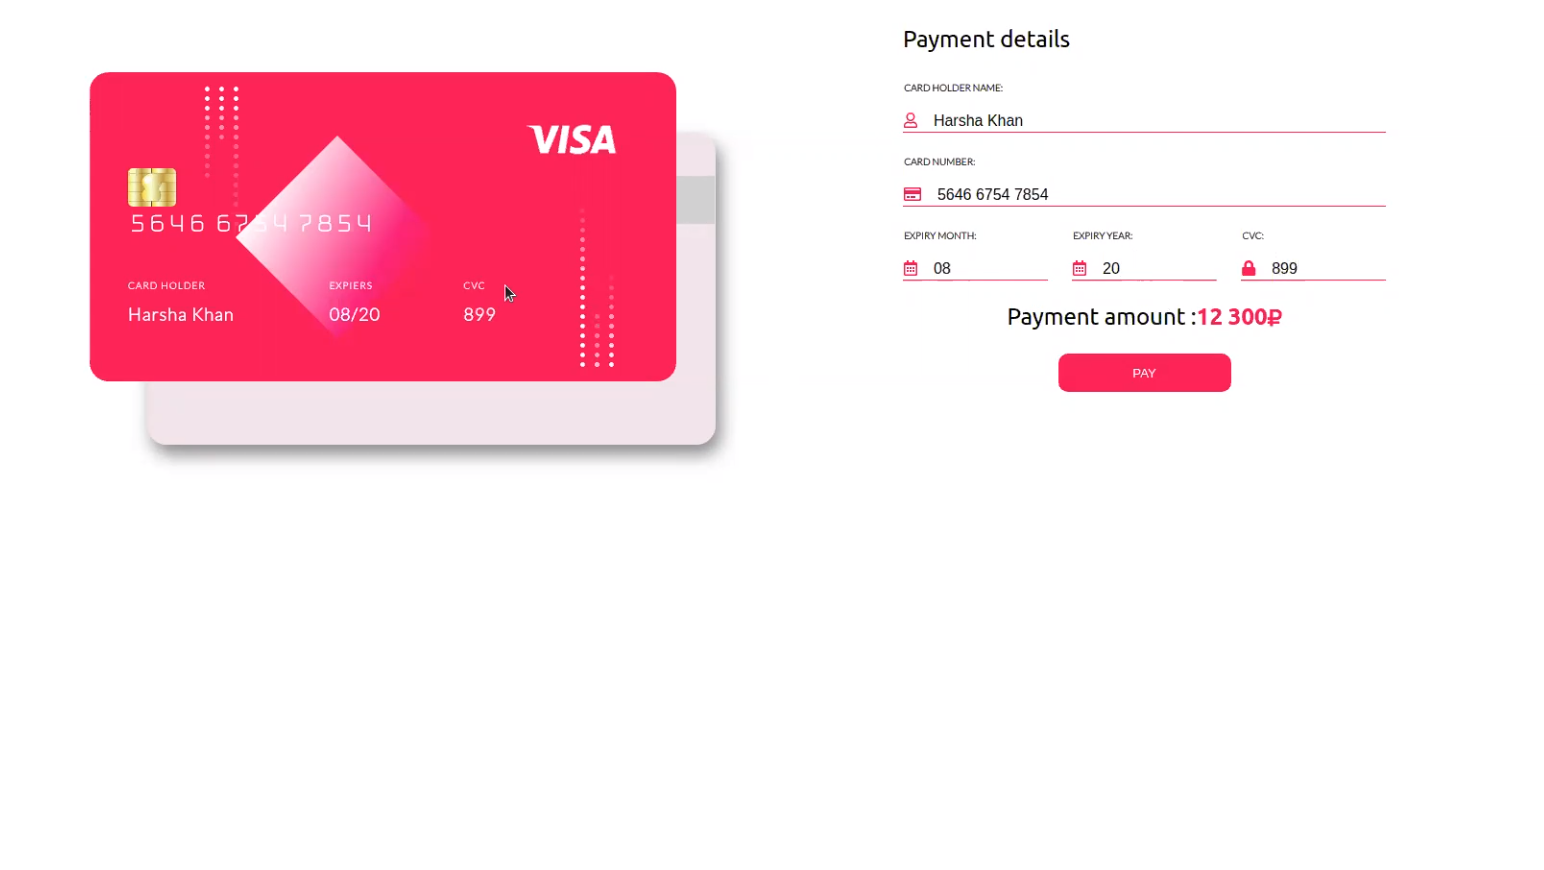 VISA
5646 6754 7854
CARD HOLDER EXPIERS CVC
Harsha Khan 08/20 899
Payment details
CARD HOLDER NAME:
Harsha Khan
CARD NUMBER:
5646 6754 7854
EXPIRY MONTH: EXPIRY YEAR: CVC:
08 20 899
Payment amount :12 300₽
PAY